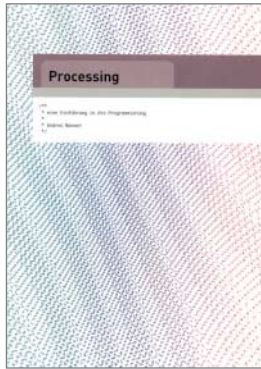 Processing
/**
* eine Einführung in die Programmierung
*
* Andres Wanner
*/